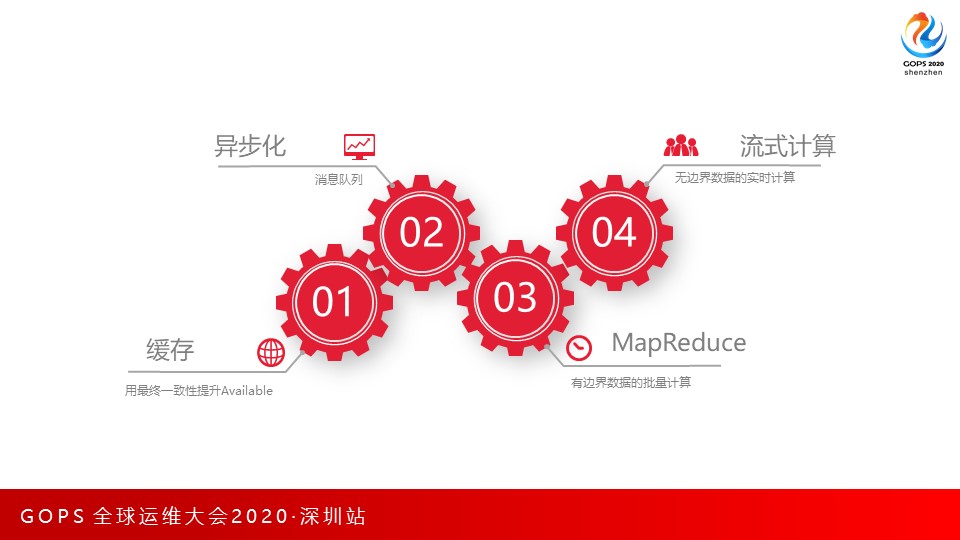 GOPS 2020
shenzhen
异步化
消息队列
流式计算
无边界数据的实时计算
02
04
01
03
缓存
用最终一致性提升Available
MapReduce
有边界数据的批量计算
GOPS 全球运维大会2020·深圳站